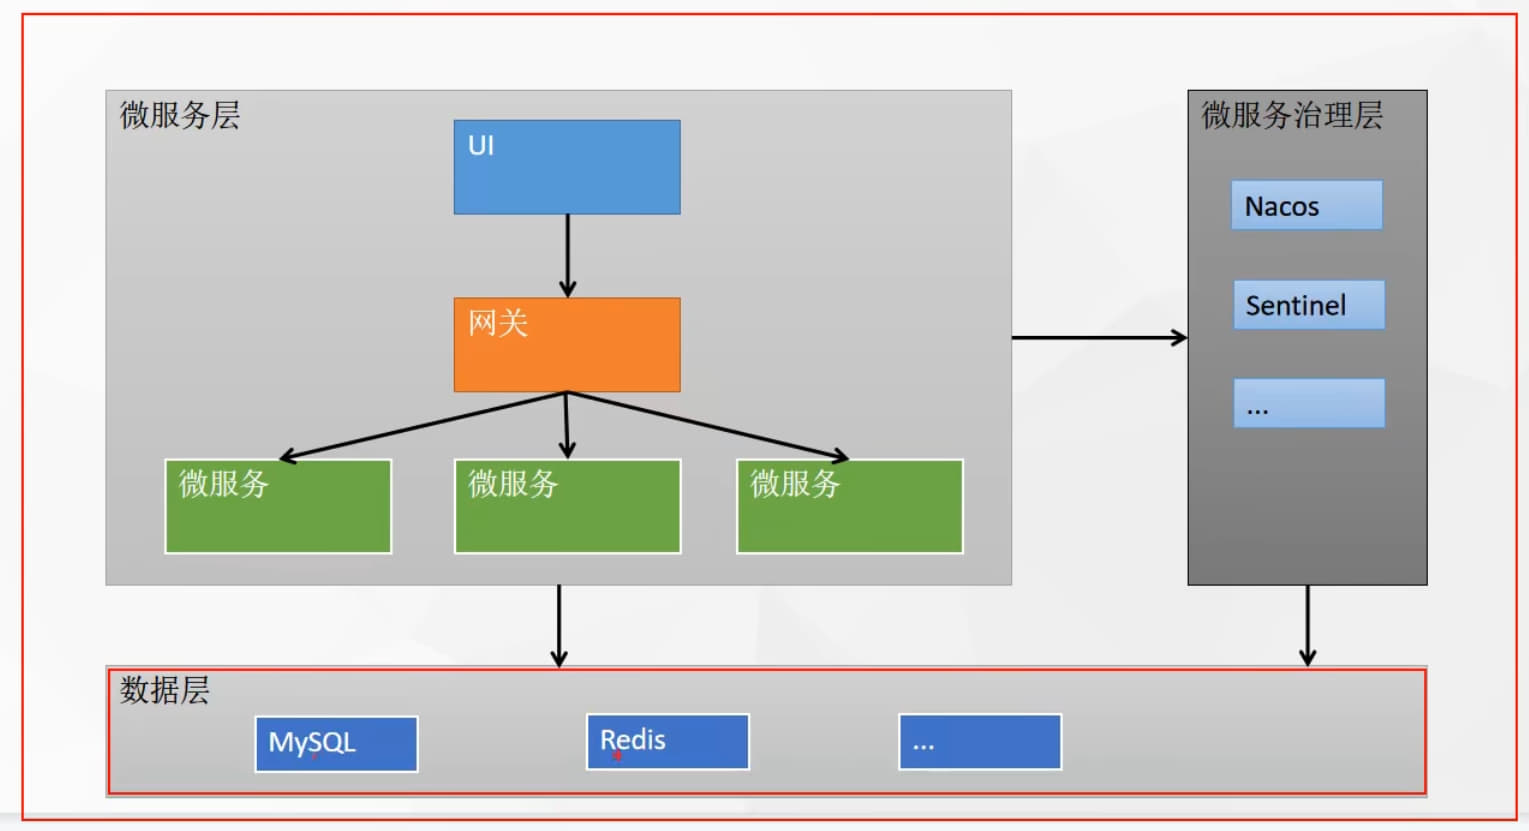 微服务层
UI
网关
微服务
微服务
微服务
微服务治理层
Nacos
Sentinel
...
数据层
MySQL
Redis
...